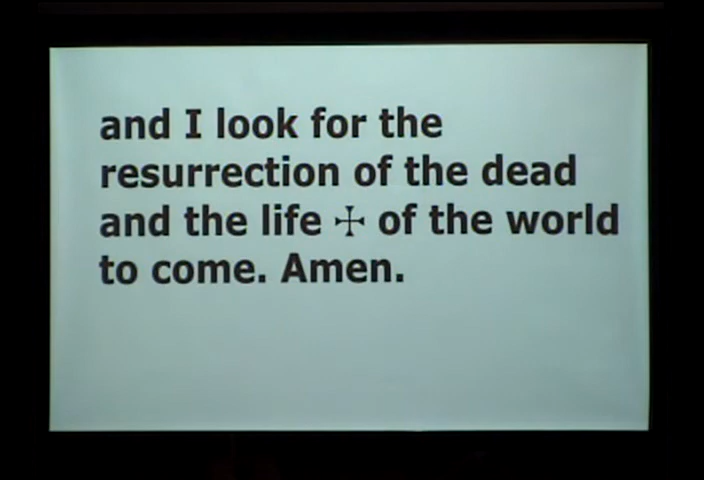 and I look for the
resurrection of the dead
and the life ☩ of the world
to come. Amen.